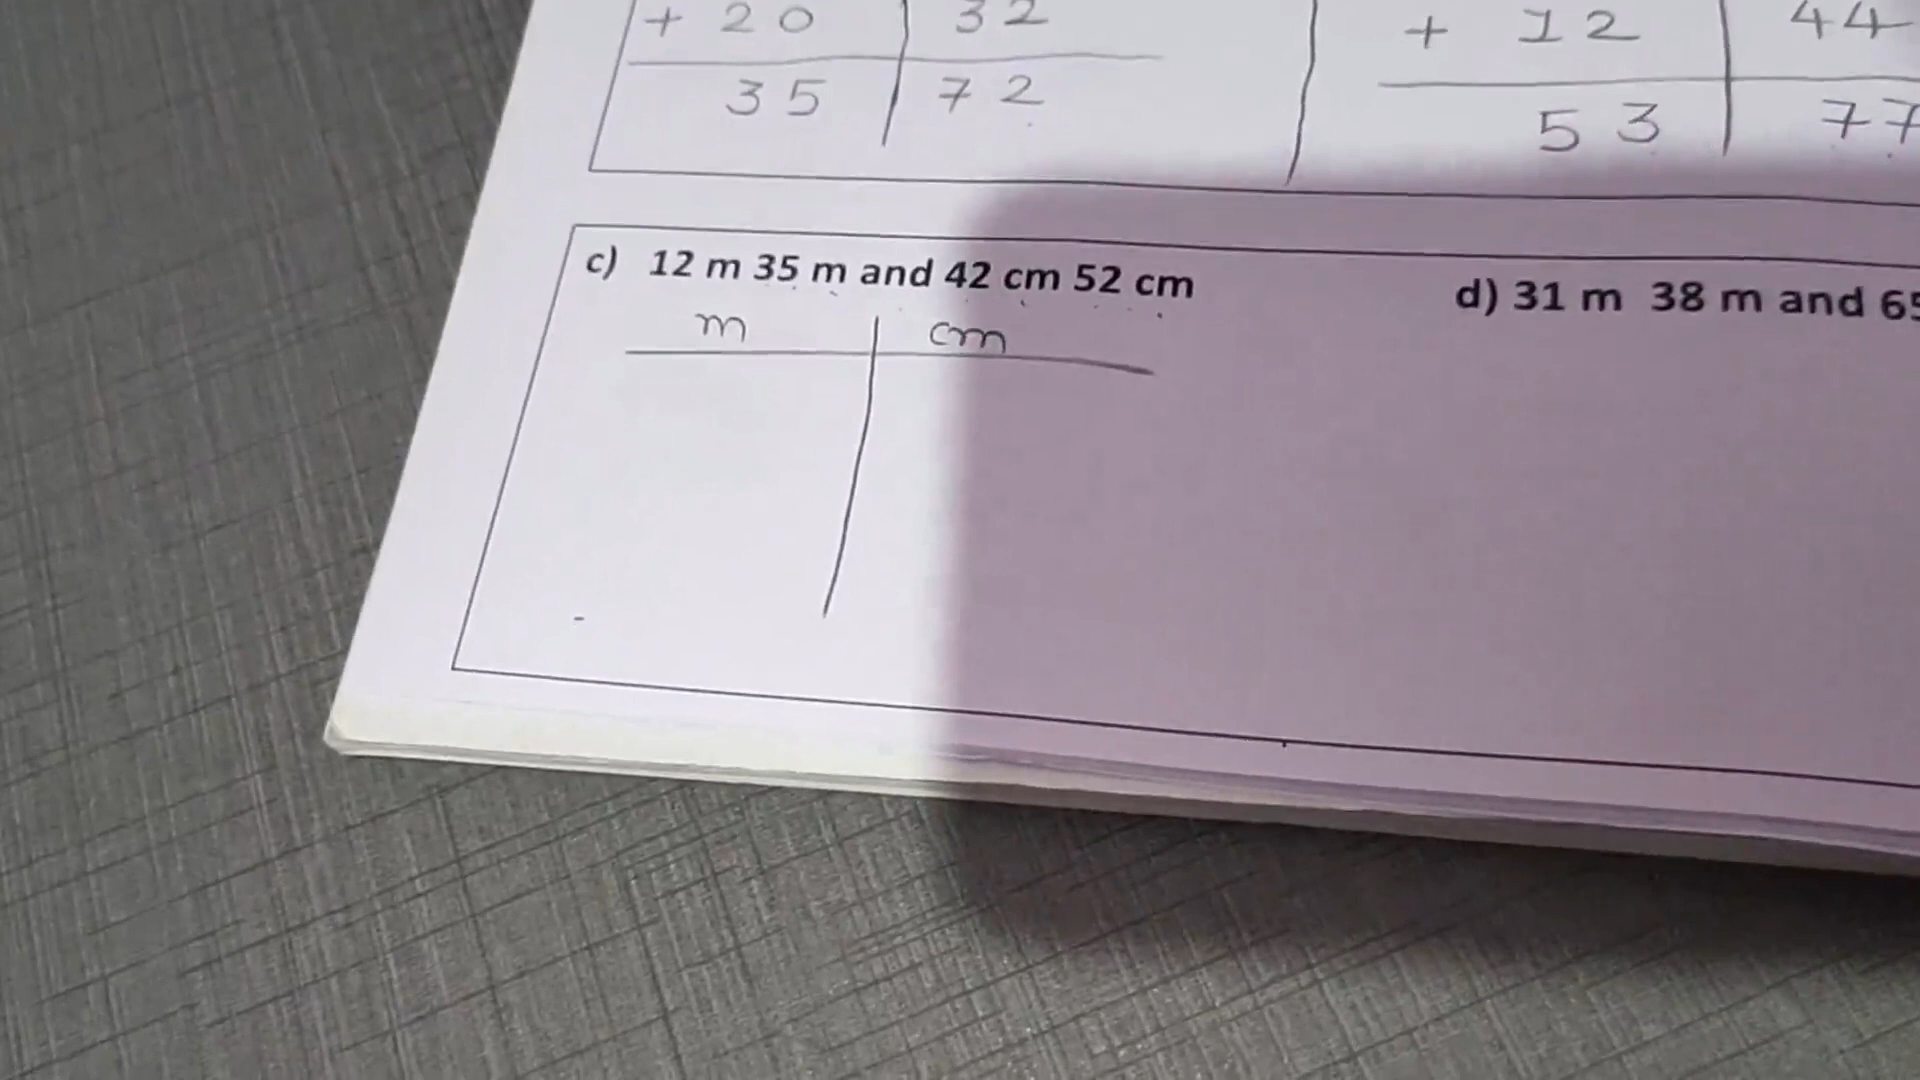 + 20 | 32 + 12 | 44
35 | 72 53 | 77
c) 12 m 35 m and 42 cm 52 cm
d) 31 m 38 m and 65
m | cm